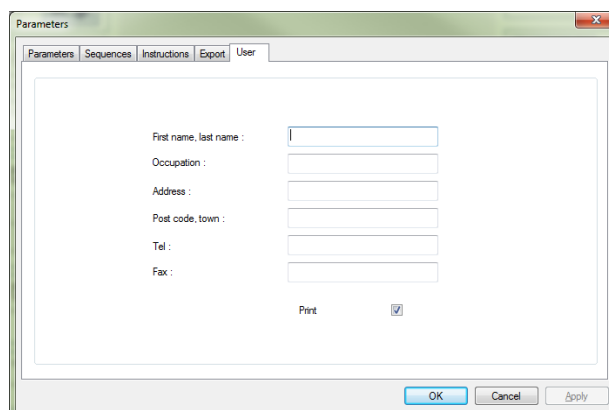 Parameters
Parameters Sequences Instructions Export User
First name, last name :
Occupation :
Address :
Post code, town :
Tel :
Fax :
Print
OK Cancel Apply